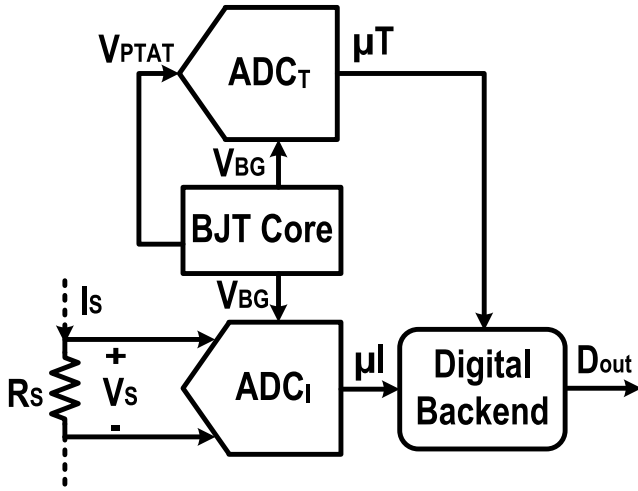 VPTAT
ADCT
μT
VBG
BJT Core
VBG
IS
+
RS
VS
-
ADCI
μI
Digital
Backend
Dout